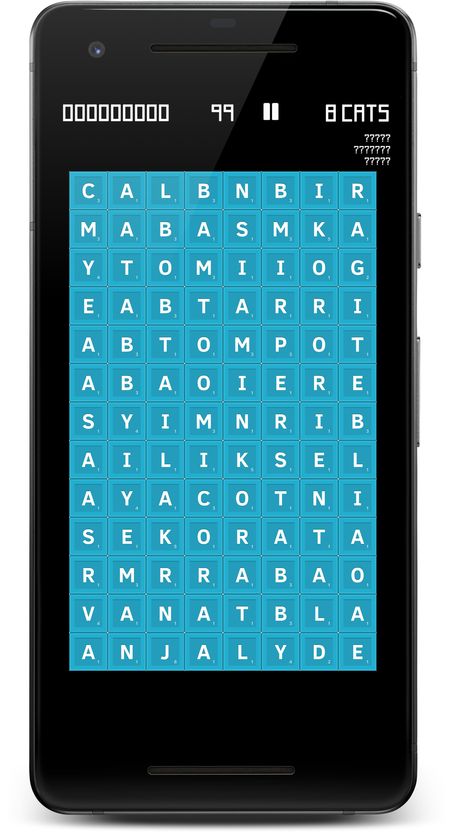 000000000 99 8 CATS
?????
???????
?????
C A L B N B I R
M A B A S M K A
Y T O M I I O G
E A B T A R R I
A B T O M P O T
A B A O I E R E
S Y I M N R I B
A I L I K S E L
A Y A C O T N I
S E K O R A T A
R M R R A B A O
V A N A T B L A
A N J A L Y D E